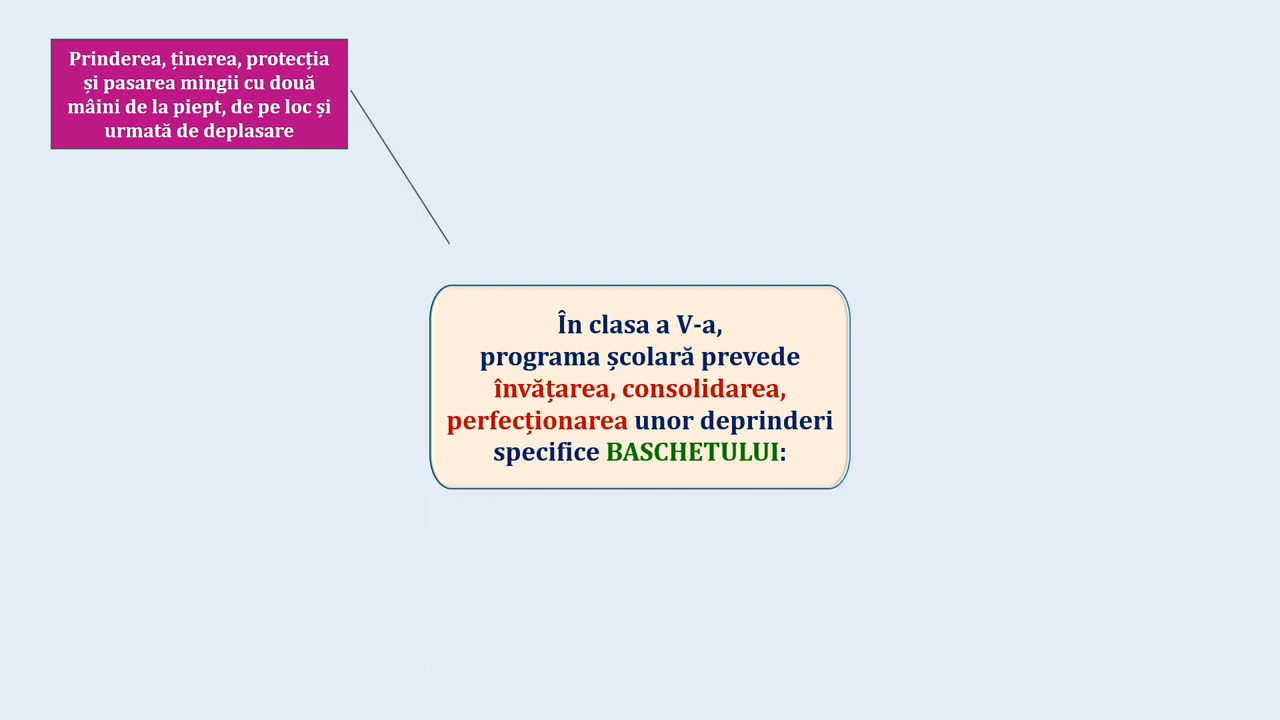 Prinderea, ținerea, protecția
și pasarea mingii cu două
mâini de la piept, de pe loc și
urmată de deplasare
În clasa a V-a,
programa școlară prevede
învățarea, consolidarea,
perfecționarea unor deprinderi
specifice BASCHETULUI: